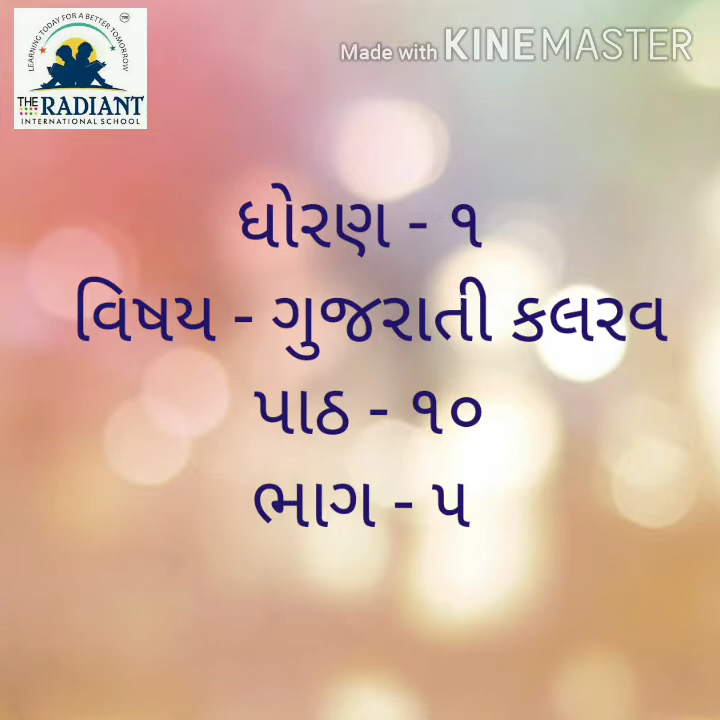 LEARNING TODAY FOR A BETTER TOMORROW
THE RADIANT
INTERNATIONAL SCHOOL
Made with KINEMASTER
ધોરણ - ૧
વિષય - ગુજરાતી કલરવ
પાઠ - ૧૦
ભાગ - ૫